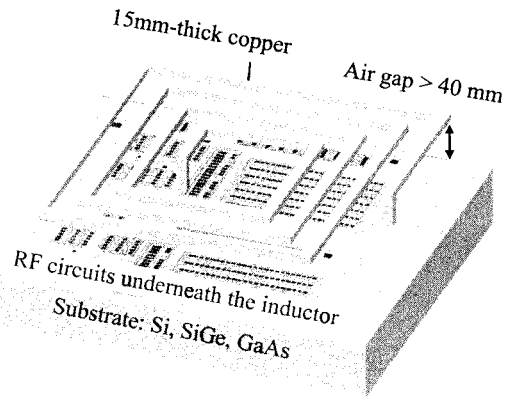 15mm-thick copper
Air gap > 40 mm
RF circuits underneath the inductor
Substrate: Si, SiGe, GaAs